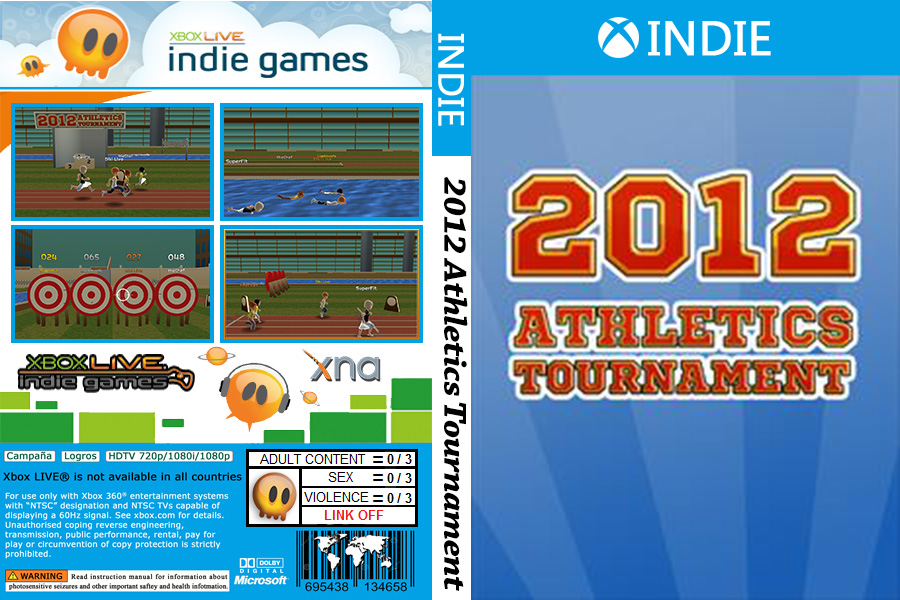 XBOX LIVE
indie games
2012 ATHLETICS
TOURNAMENT
SuperFit
024 065 027 048
SuperFit
XBOX LIVE
indie games
xna
Campaña Logros HDTV 720p/1080i/1080p
Xbox LIVE® is not available in all countries
For use only with Xbox 360® entertainment systems
with "NTSC" designation and NTSC TVs capable of
displaying a 60Hz signal. See xbox.com for details.
Unauthorised coping reverse engineering,
transmission, public performance, rental, pay for
play or circumvention of copy protection is strictly
prohibited.
WARNING Read instruction manual for information about
photosensitive seizures and other important saftey and health infotmation.
ADULT CONTENT = 0 / 3
SEX = 0 / 3
VIOLENCE = 0 / 3
LINK OFF
DOLBY
DIGITAL
Microsoft
695438 134658
INDIE
2012 Athletics Tournament
INDIE
2012
ATHLETICS
TOURNAMENT